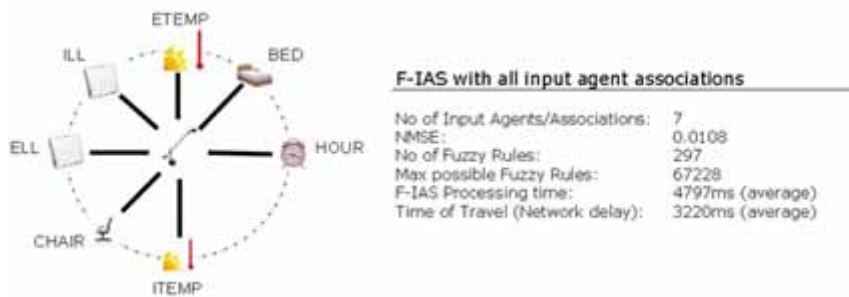 ETEMP
ILL
BED
ELL
HOUR
CHAIR
ITEMP
F-IAS with all input agent associations
No of Input Agents/Associations: 7
NMSE: 0.0108
No of Fuzzy Rules: 297
Max possible Fuzzy Rules: 67228
F-IAS Processing time: 4797ms (average)
Time of Travel (Network delay): 3220ms (average)